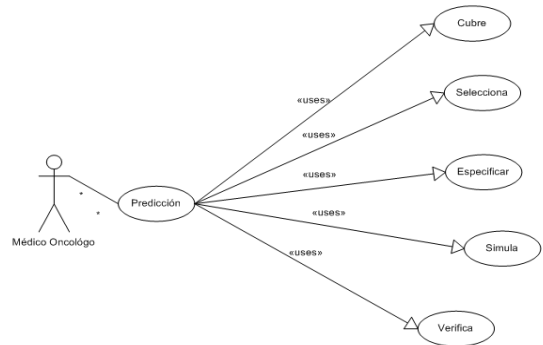 Cubre
«uses»
Selecciona
«uses»
«uses»
Especificar
*
*
Predicción
«uses»
Médico Oncológo
Simula
«uses»
Verifica